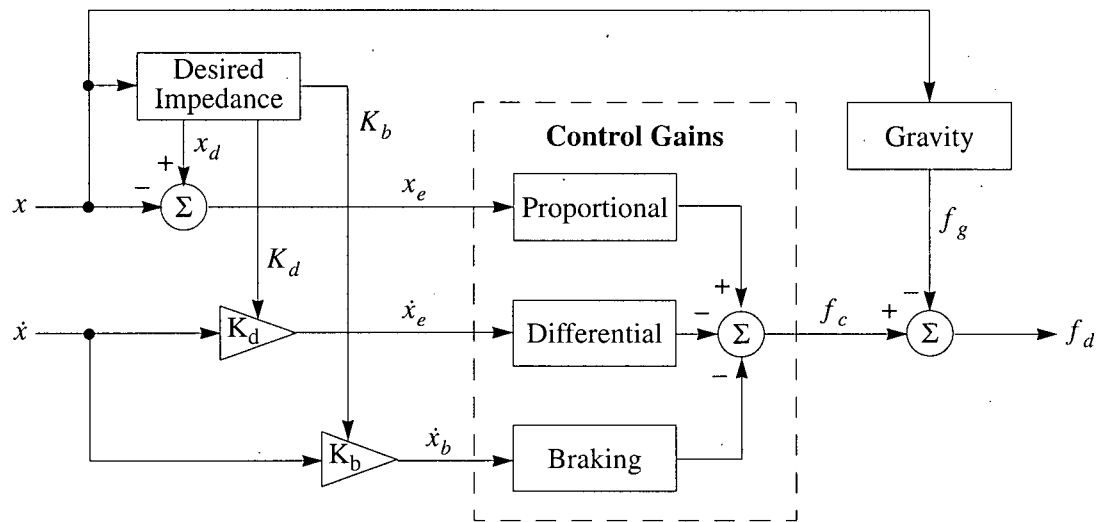 Desired
Impedance
K_b
Control Gains
Gravity
x_d
+
−
x
Σ
x_e
Proportional
f_g
K_d
+
−
+
−
ẋ
K_d
ẋ_e
Differential
Σ
f_c
Σ
f_d
−
K_b
ẋ_b
Braking